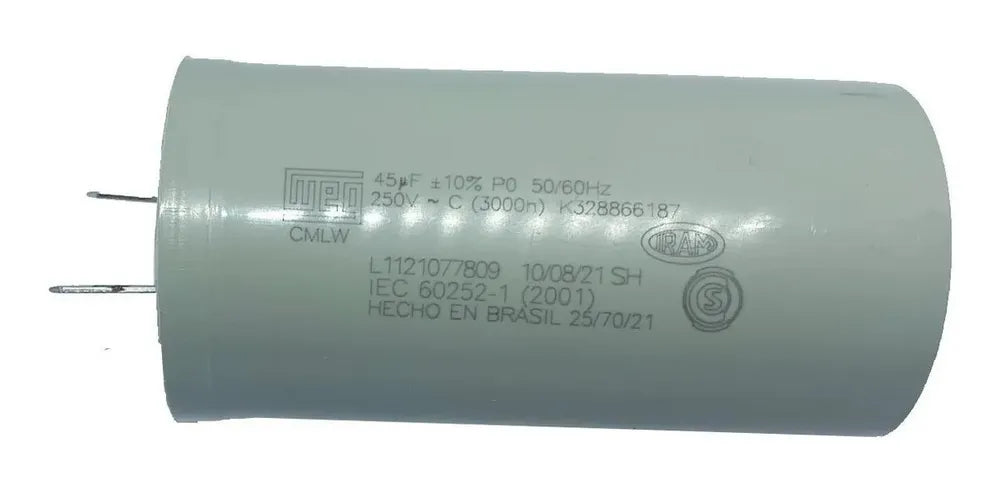 WEG
CMLW
45µF ±10% P0 50/60Hz
250V ~ C (3000h) K328866187
IRAM
S
L1121077809 10/08/21 SH
IEC 60252-1 (2001)
HECHO EN BRASIL 25/70/21